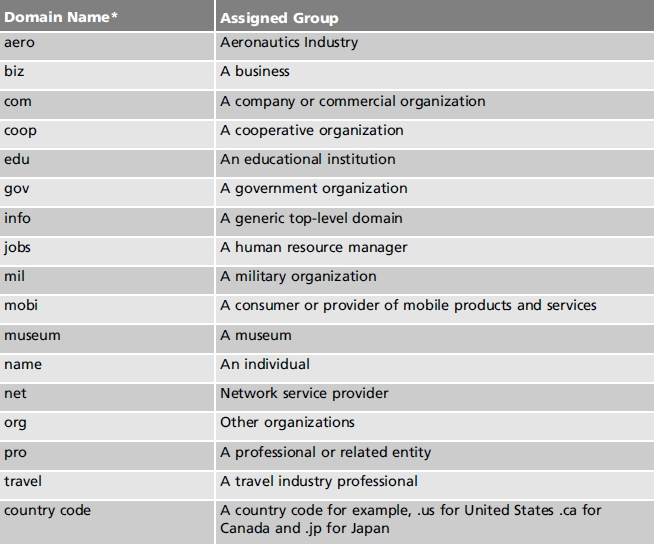 Domain Name* Assigned Group
aero Aeronautics Industry
biz A business
com A company or commercial organization
coop A cooperative organization
edu An educational institution
gov A government organization
info A generic top-level domain
jobs A human resource manager
mil A military organization
mobi A consumer or provider of mobile products and services
museum A museum
name An individual
net Network service provider
org Other organizations
pro A professional or related entity
travel A travel industry professional
country code A country code for example, .us for United States .ca for
Canada and .jp for Japan